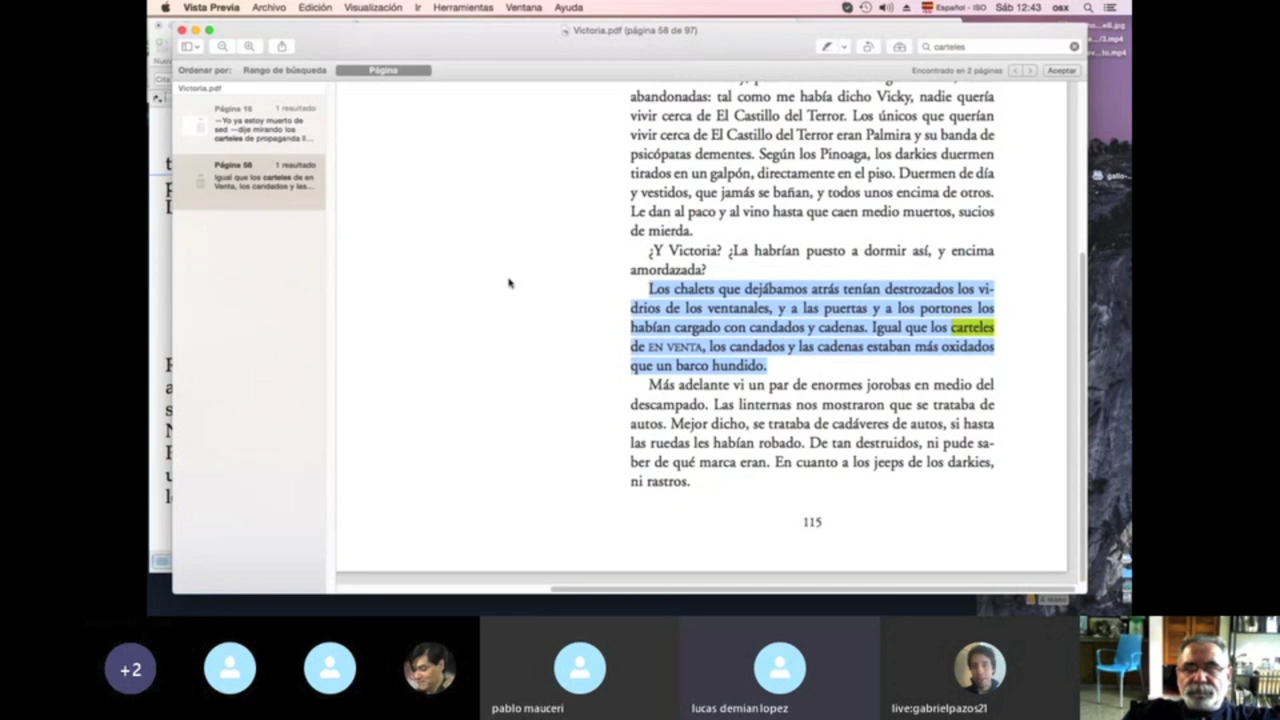 Vista Previa Archivo Edición Visualización Ir Herramientas Ventana Ayuda
Español - ISO Sáb 12:43 OSX
Victoria.pdf (página 58 de 97)
carteles
Ordenar por: Rango de búsqueda Página
Encontrado en 2 páginas Aceptar
Victoria.pdf
Página 16 1 resultado
—Yo ya estoy muerto de
sed —dije mirando los
carteles de propaganda li...
Página 58 1 resultado
Igual que los carteles de en
Venta, los candados y las...
abandonadas: tal como me había dicho Vicky, nadie quería
vivir cerca de El Castillo del Terror. Los únicos que querían
vivir cerca de El Castillo del Terror eran Palmira y su banda de
psicópatas dementes. Según los Pinoaga, los darkies duermen
tirados en un galpón, directamente en el piso. Duermen de día
y vestidos, que jamás se bañan, y todos unos encima de otros.
Le dan al paco y al vino hasta que caen medio muertos, sucios
de mierda.
¿Y Victoria? ¿La habrían puesto a dormir así, y encima
amordazada?
Los chalets que dejábamos atrás tenían destrozados los vi-
drios de los ventanales, y a las puertas y a los portones los
habían cargado con candados y cadenas. Igual que los carteles
de EN VENTA, los candados y las cadenas estaban más oxidados
que un barco hundido.
Más adelante vi un par de enormes jorobas en medio del
descampado. Las linternas nos mostraron que se trataba de
autos. Mejor dicho, se trataba de cadáveres de autos, si hasta
las ruedas les habían robado. De tan destruidos, ni pude sa-
ber de qué marca eran. En cuanto a los jeeps de los darkies,
ni rastros.
115
+2
pablo mauceri
lucas demian lopez
live:gabrielpazos21